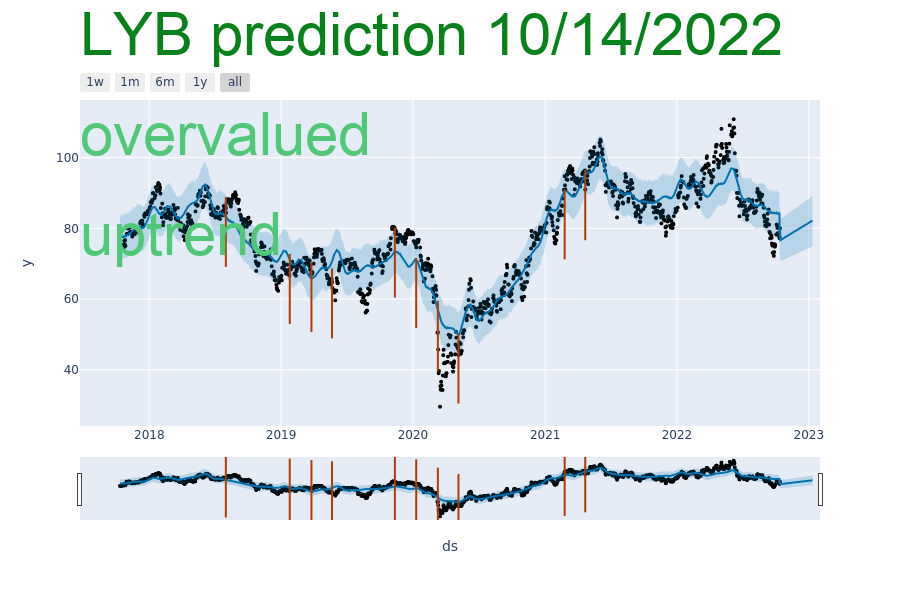 LYB prediction 10/14/2022
1w 1m 6m 1y all
overvalued
100
uptrend
80
y
60
40
2018 2019 2020 2021 2022 2023
ds